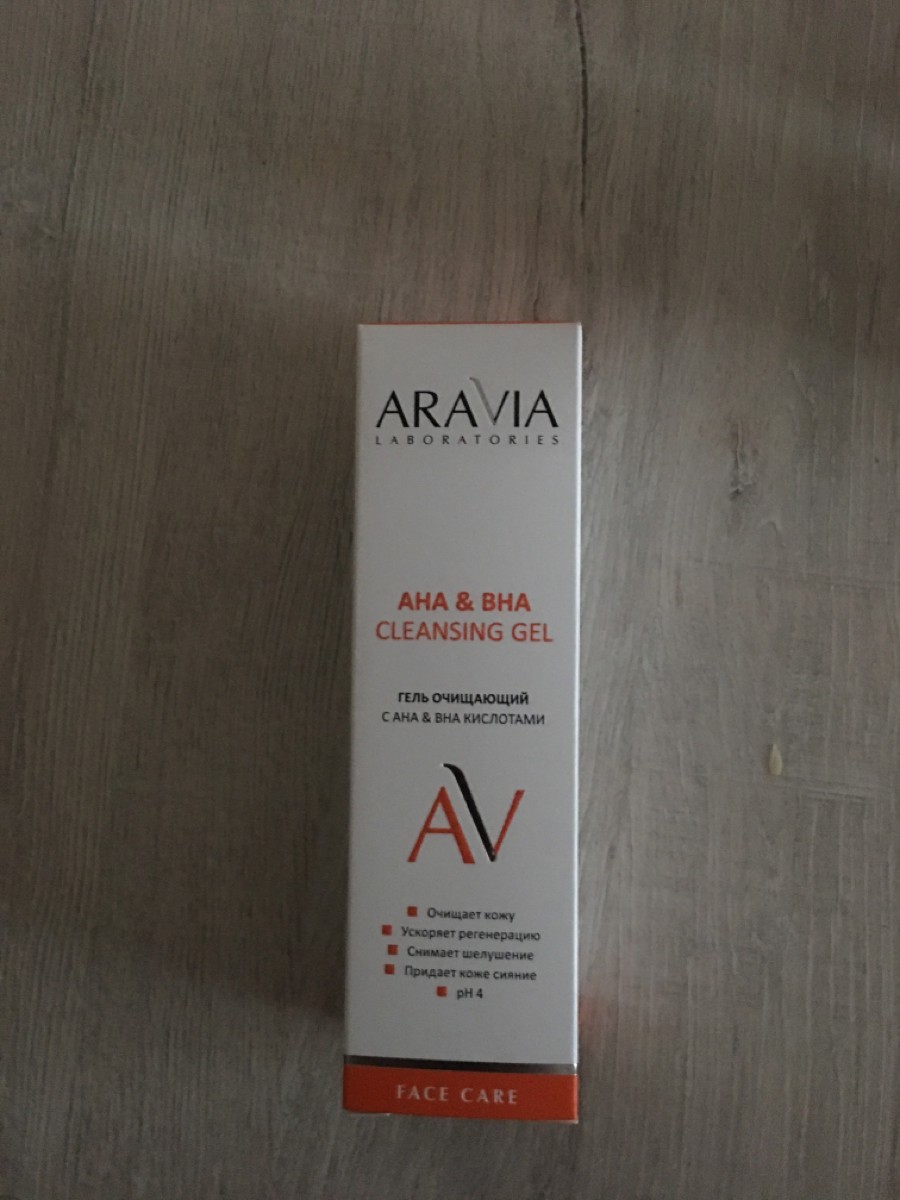 ARAVIA
LABORATORIES
AHA & BHA
CLEANSING GEL
ГЕЛЬ ОЧИЩАЮЩИЙ
С AHA & BHA КИСЛОТАМИ
AV
Очищает кожу
Ускоряет регенерацию
Снимает шелушение
Придает коже сияние
pH 4
FACE CARE